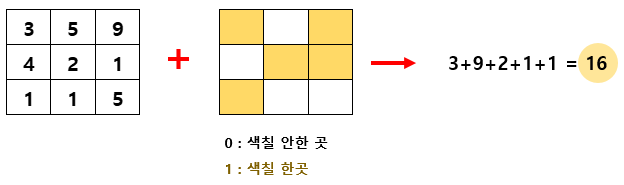 3 5 9
4 2 1
1 1 5
+
3+9+2+1+1 = 16
0 : 색칠 안한 곳
1 : 색칠 한곳